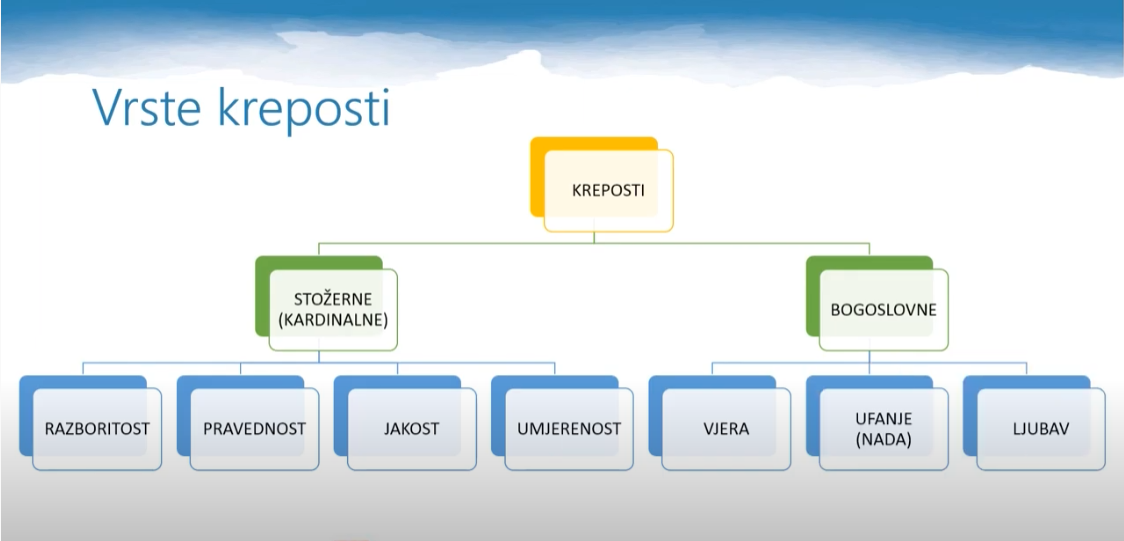 Vrste kreposti
KREPOSTI
STOŽERNE
(KARDINALNE)
BOGOSLOVNE
RAZBORITOST
PRAVEDNOST
JAKOST
UMJERENOST
VJERA
UFANJE
(NADA)
LJUBAV